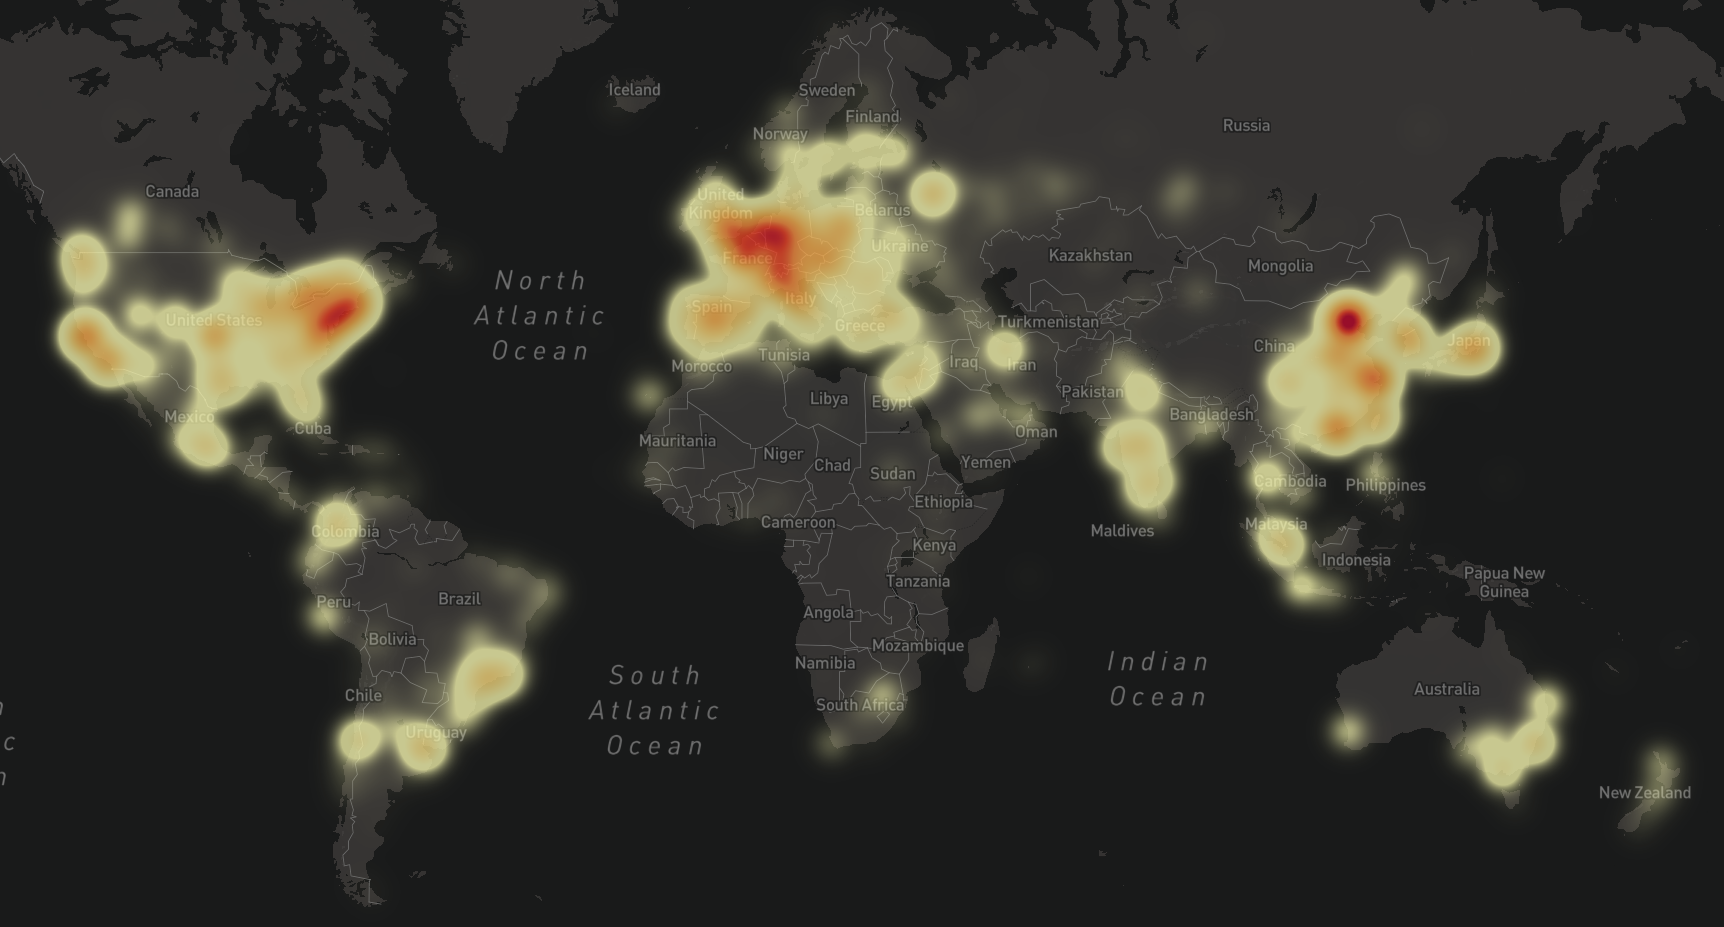 Iceland
Sweden
Finland
Norway
Russia
Canada
United
Kingdom
Belarus
Ukraine
France
Kazakhstan
Mongolia
North
Atlantic
Ocean
Italy
Spain
United States
Greece
Turkmenistan
China
Japan
Tunisia
Morocco
Iraq
Iran
Pakistan
Libya
Egypt
Mexico
Cuba
Bangladesh
Oman
Mauritania
Niger
Chad
Sudan
Yemen
Cambodia
Philippines
Ethiopia
Cameroon
Colombia
Maldives
Malaysia
Kenya
Indonesia
Tanzania
Papua New
Guinea
Peru
Brazil
Angola
Bolivia
Mozambique
Namibia
Indian
Ocean
South
Atlantic
Ocean
Chile
South Africa
Australia
Uruguay
New Zealand